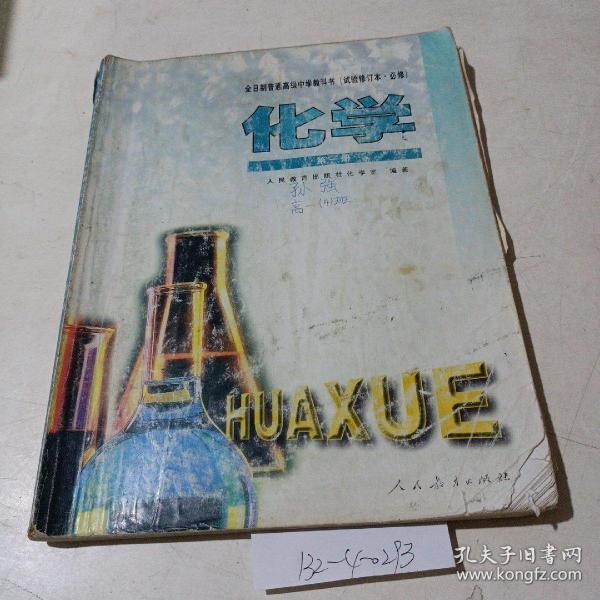 全日制普通高级中学教科书(试验修订本·必修)
化学
第一册
人民教育出版社化学室 编著
孙强
高一(4)班
HUAXUE
人民教育出版社
132-4-0293
孔夫子旧书网
www.kongfz.com